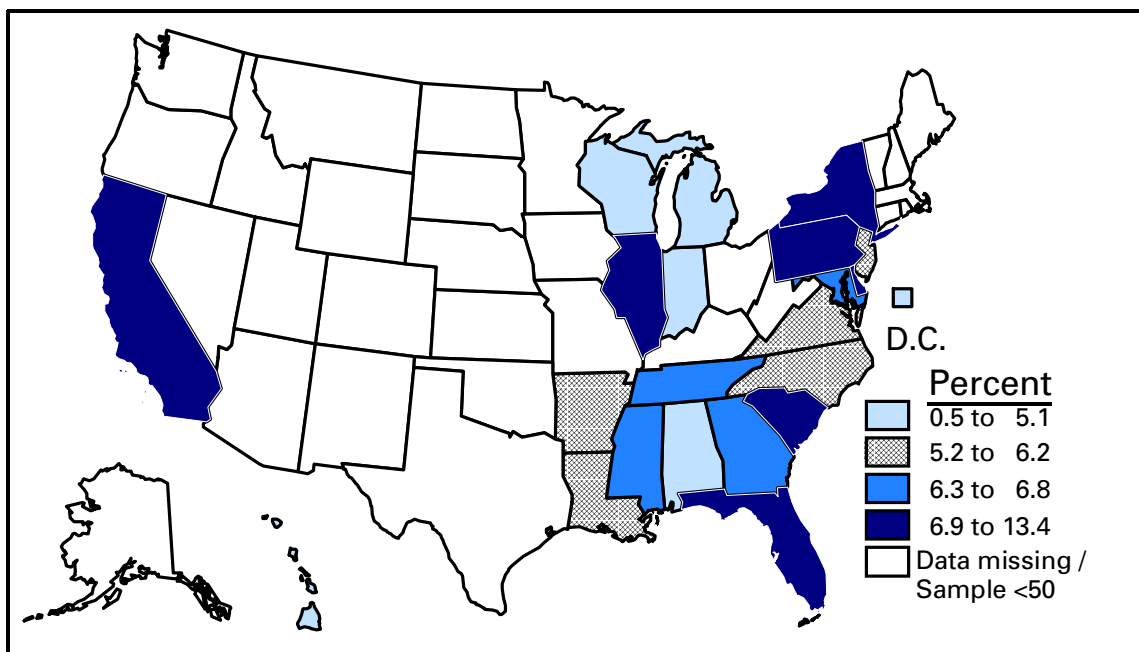 D.C.
Percent
0.5 to 5.1
5.2 to 6.2
6.3 to 6.8
6.9 to 13.4
Data missing /
Sample <50